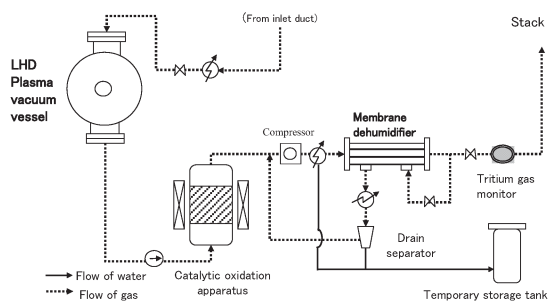 (From inlet duct)
Stack
LHD
Plasma
vacuum
vessel
Membrane
dehumidifier
Compressor
Tritium gas
monitor
Drain
separator
Flow of water
Flow of gas
Catalytic oxidation
apparatus
Temporary storage tank